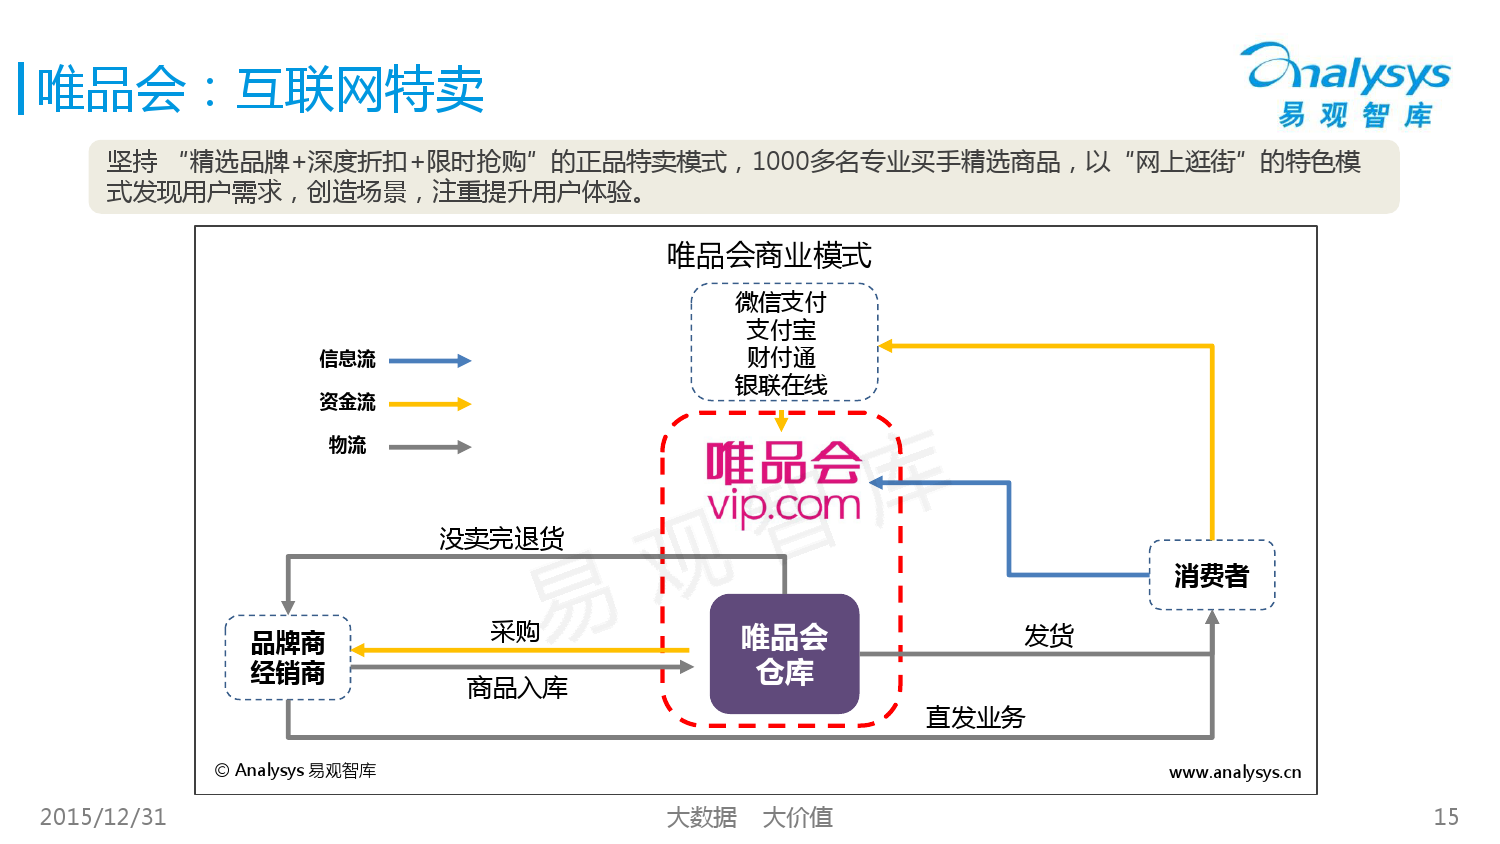 唯品会：互联网特卖
Analysys
易观智库
坚持 “精选品牌+深度折扣+限时抢购”的正品特卖模式，1000多名专业买手精选商品，以“网上逛街”的特色模
式发现用户需求，创造场景，注重提升用户体验。
唯品会商业模式
微信支付
支付宝
财付通
银联在线
信息流
资金流
物流
唯品会
vip.com
易观智库
没卖完退货
消费者
品牌商
经销商
采购
商品入库
唯品会
仓库
发货
直发业务
© Analysys 易观智库
www.analysys.cn
2015/12/31
大数据 大价值
15